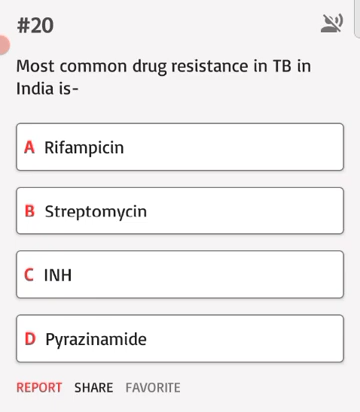 #20
Most common drug resistance in TB in
India is-
A Rifampicin
B Streptomycin
C INH
D Pyrazinamide
REPORT SHARE FAVORITE